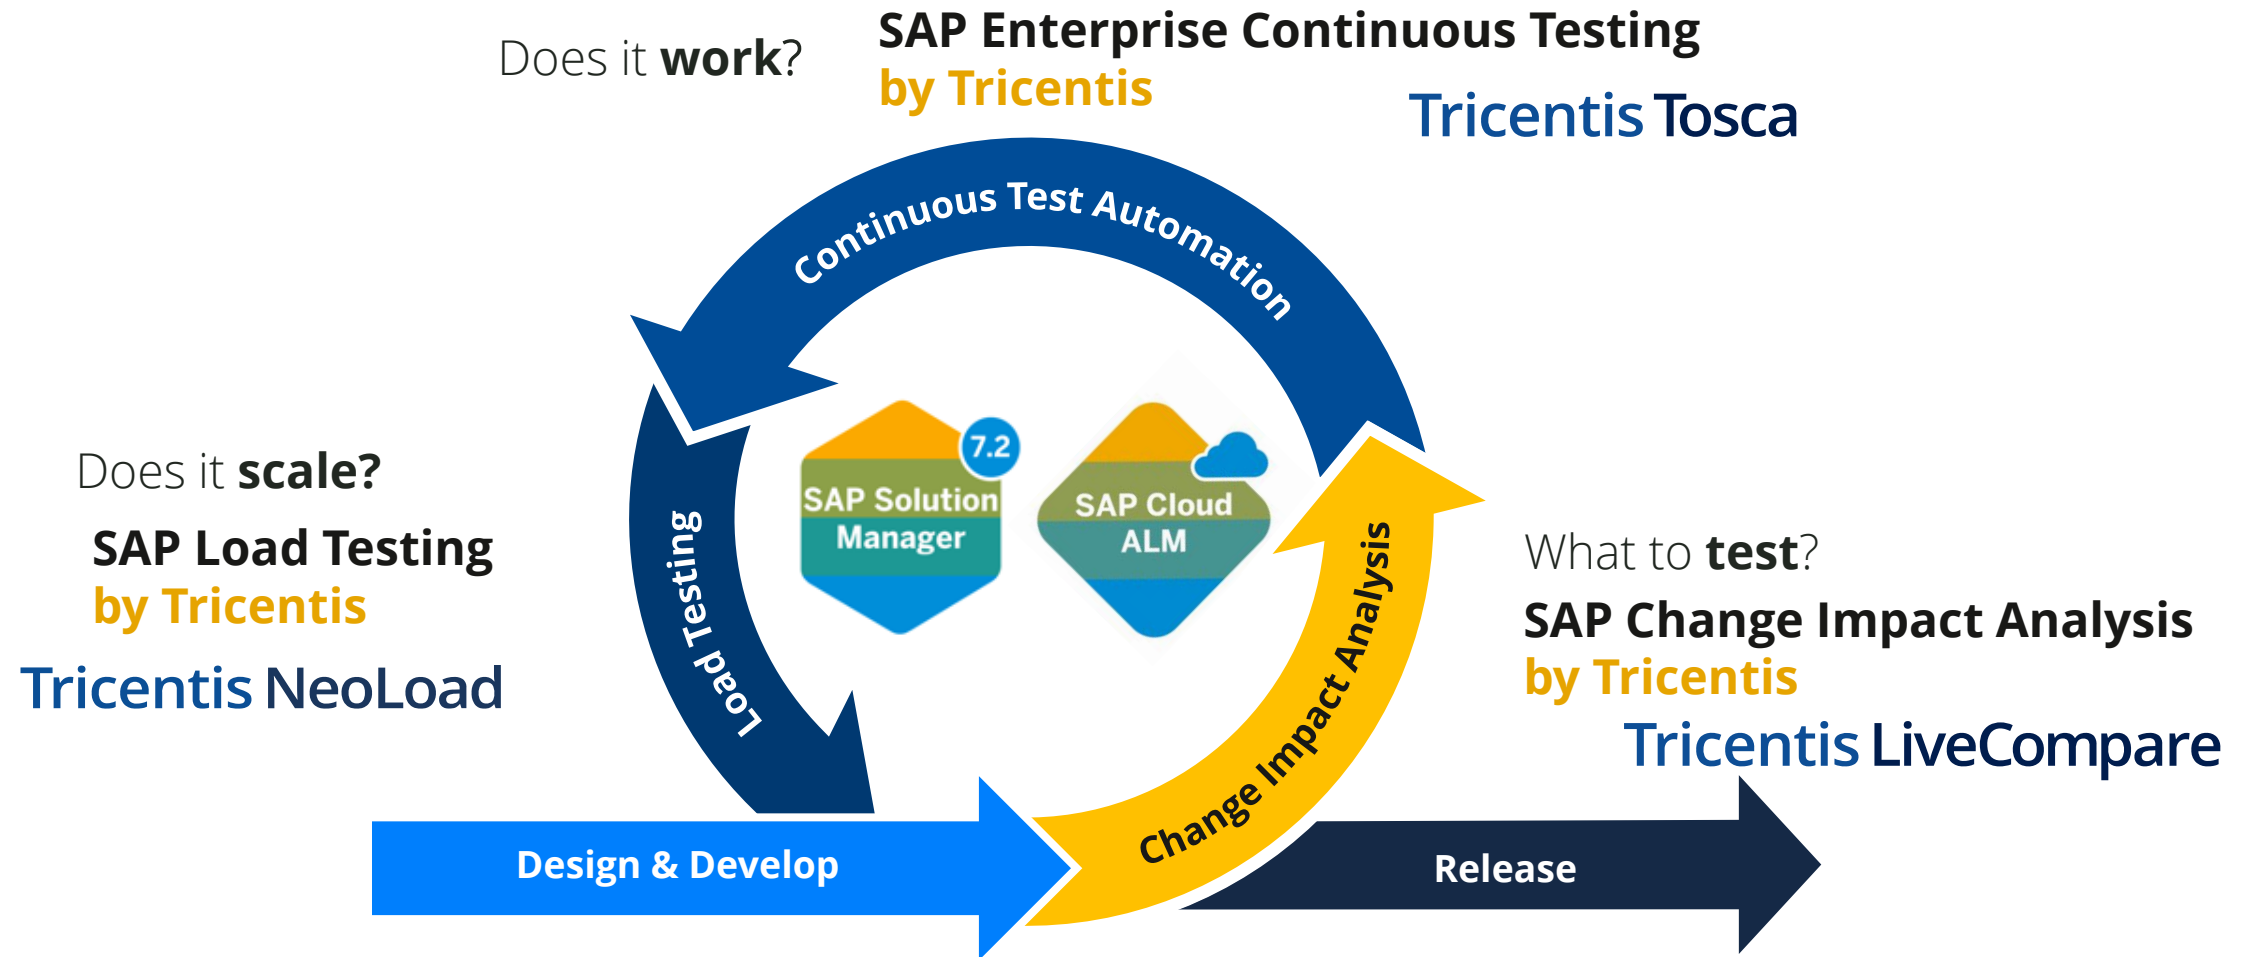 Does it work?
SAP Enterprise Continuous Testing
by Tricentis
Tricentis Tosca
Continuous Test Automation
Does it scale?
SAP Load Testing
by Tricentis
Tricentis NeoLoad
Load Testing
7.2
SAP Solution
Manager
SAP Cloud
ALM
Change Impact Analysis
What to test?
SAP Change Impact Analysis
by Tricentis
Tricentis LiveCompare
Design & Develop
Release